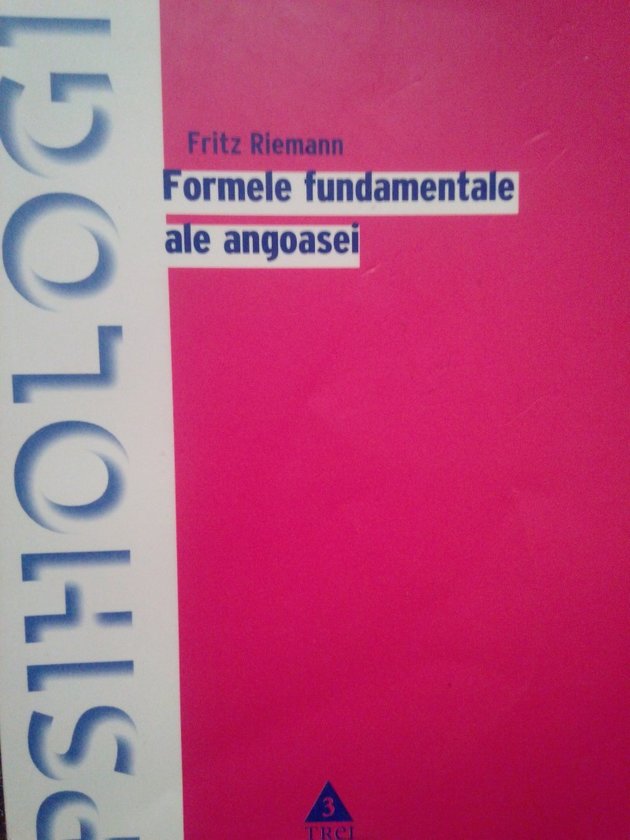 Fritz Riemann
Formele fundamentale
ale angoasei
PSIHOLOGI
3
TREI